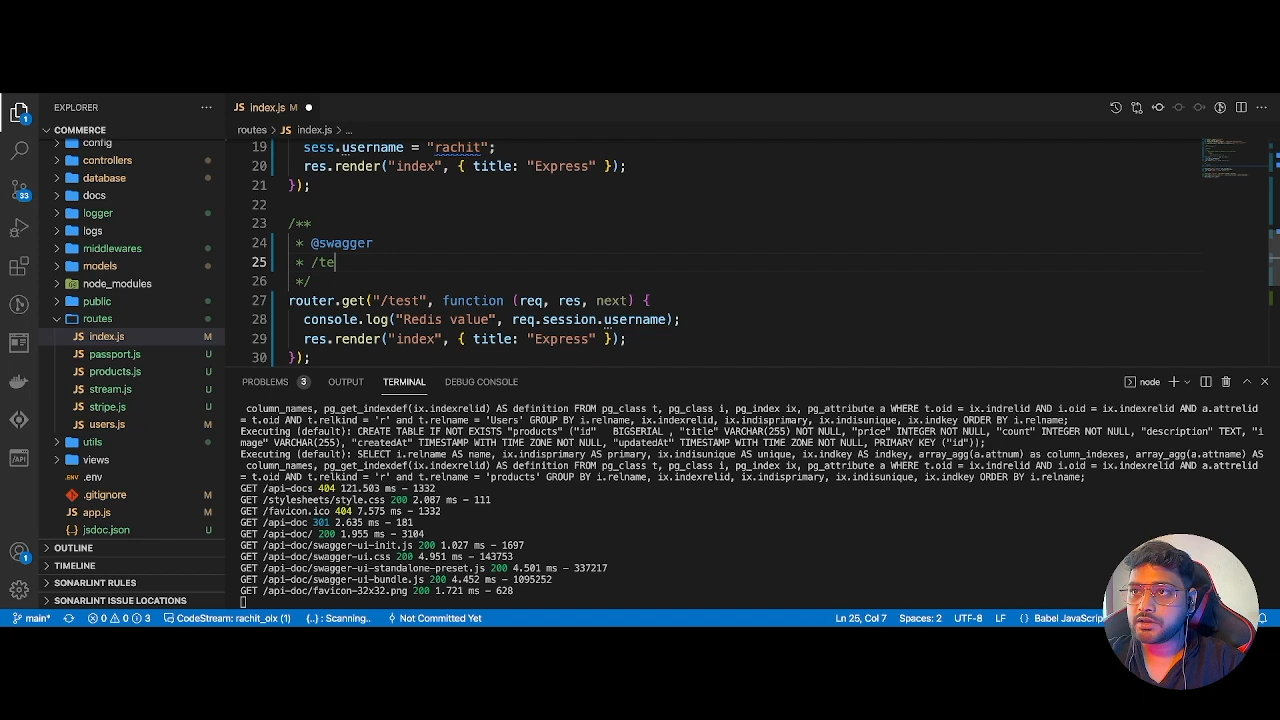 EXPLORER
COMMERCE
config
controllers
database
docs
logger
logs
middlewares
models
node_modules
public
routes
JS index.js M
JS passport.js U
JS products.js U
JS stream.js U
JS stripe.js U
JS users.js U
utils
views
.env
.gitignore M
JS app.js M
jsdoc.json U
OUTLINE
TIMELINE
SONARLINT RULES
SONARLINT ISSUE LOCATIONS
JS index.js M
routes > JS index.js > ...
19 sess.username = "rachit";
20 res.render("index", { title: "Express" });
21 });
22
23 /**
24 * @swagger
25 * /te
26 */
27 router.get("/test", function (req, res, next) {
28 console.log("Redis value", req.session.username);
29 res.render("index", { title: "Express" });
30 });
PROBLEMS 3 OUTPUT TERMINAL DEBUG CONSOLE node
column_names, pg_get_indexdef(ix.indexrelid) AS definition FROM pg_class t, pg_class i, pg_index ix, pg_attribute a WHERE t.oid = ix.indrelid AND i.oid = ix.indexrelid AND a.attrelid
= t.oid AND t.relkind = 'r' and t.relname = 'Users' GROUP BY i.relname, ix.indexrelid, ix.indisprimary, ix.indisunique, ix.indkey ORDER BY i.relname;
Executing (default): CREATE TABLE IF NOT EXISTS "products" ("id" BIGSERIAL , "title" VARCHAR(255) NOT NULL, "price" INTEGER NOT NULL, "count" INTEGER NOT NULL, "description" TEXT, "i
mage" VARCHAR(255), "createdAt" TIMESTAMP WITH TIME ZONE NOT NULL, "updatedAt" TIMESTAMP WITH TIME ZONE NOT NULL, PRIMARY KEY ("id"));
Executing (default): SELECT i.relname AS name, ix.indisprimary AS primary, ix.indisunique AS unique, ix.indkey AS indkey, array_agg(a.attnum) as column_indexes, array_agg(a.attname) AS
column_names, pg_get_indexdef(ix.indexrelid) AS definition FROM pg_class t, pg_class i, pg_index ix, pg_attribute a WHERE t.oid = ix.indrelid AND i.oid = ix.indexrelid AND a.attrelid
= t.oid AND t.relkind = 'r' and t.relname = 'products' GROUP BY i.relname, ix.indexrelid, ix.indisprimary, ix.indisunique, ix.indkey ORDER BY i.relname;
GET /api-docs 404 121.503 ms - 1332
GET /stylesheets/style.css 200 2.087 ms - 111
GET /favicon.ico 404 7.575 ms - 1332
GET /api-doc 301 2.635 ms - 181
GET /api-doc/ 200 1.955 ms - 3104
GET /api-doc/swagger-ui-init.js 200 1.027 ms - 1697
GET /api-doc/swagger-ui.css 200 4.951 ms - 143753
GET /api-doc/swagger-ui-standalone-preset.js 200 4.501 ms - 337217
GET /api-doc/swagger-ui-bundle.js 200 4.452 ms - 1095252
GET /api-doc/favicon-32x32.png 200 1.721 ms - 628
main* 0 0 3 CodeStream: rachit_olx (1) {..} : Scanning.. Not Committed Yet Ln 25, Col 7 Spaces: 2 UTF-8 LF {} Babel JavaScrip